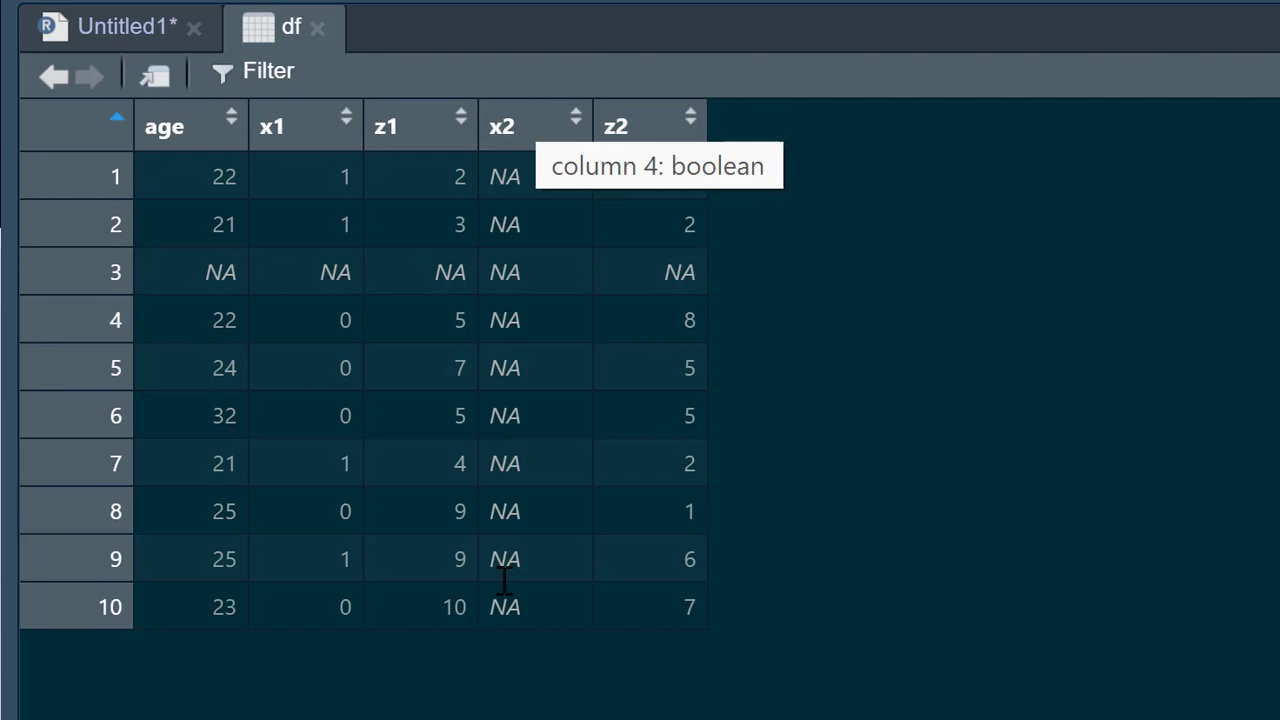 Untitled1* df
Filter
age x1 z1 x2 z2
column 4: boolean
1 22 1 2 NA
2 21 1 3 NA 2
3 NA NA NA NA NA
4 22 0 5 NA 8
5 24 0 7 NA 5
6 32 0 5 NA 5
7 21 1 4 NA 2
8 25 0 9 NA 1
9 25 1 9 NA 6
10 23 0 10 NA 7